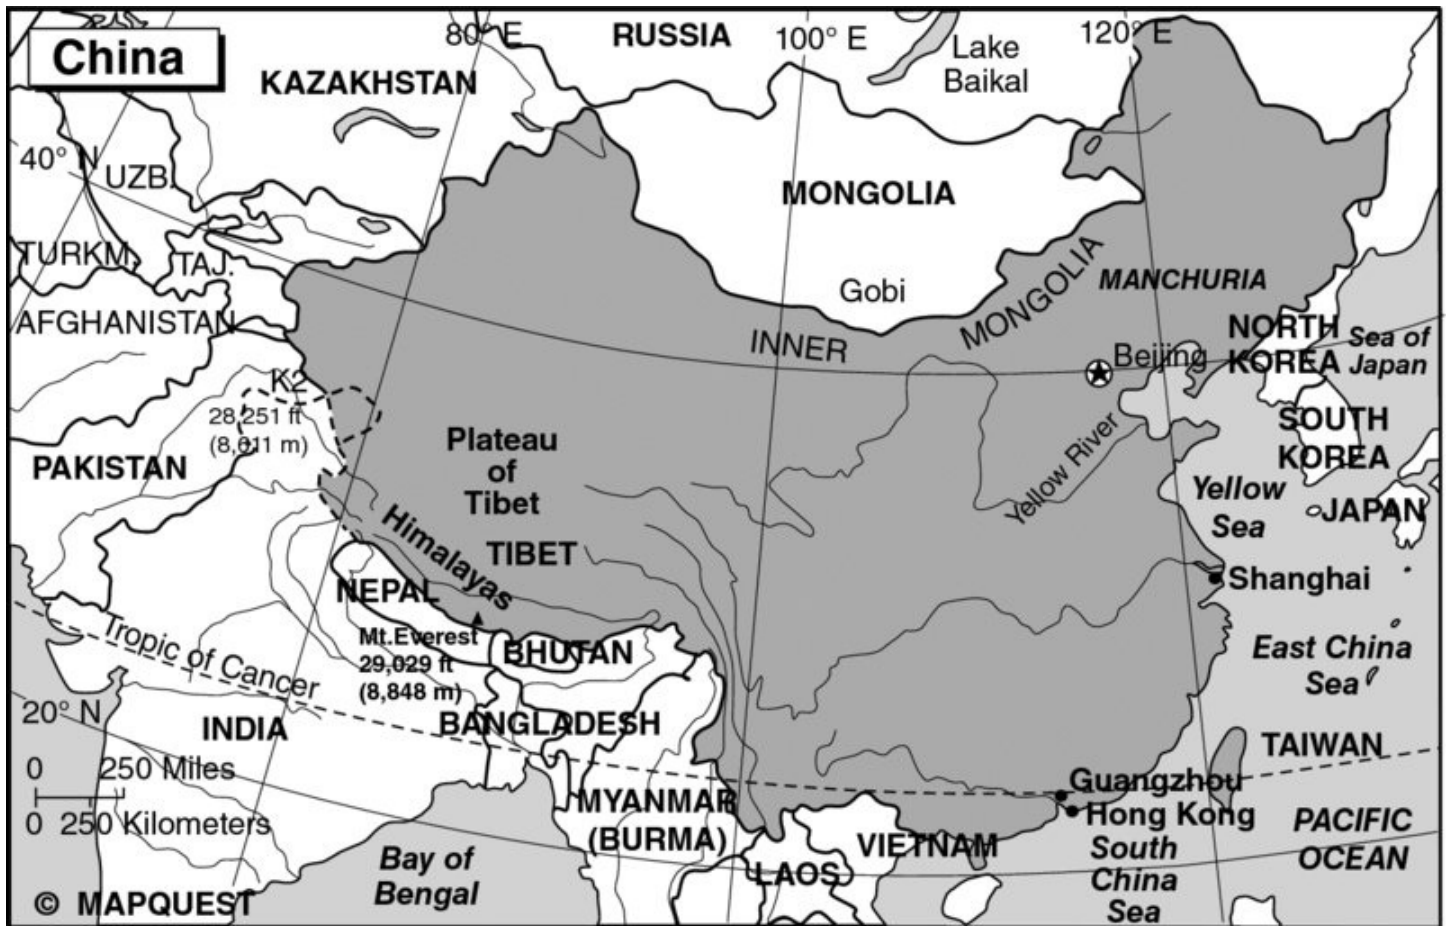 China
80° E
RUSSIA
100° E
120° E
Lake
Baikal
KAZAKHSTAN
40° N
UZB.
MONGOLIA
TURKM.
TAJ.
Gobi
INNER
MONGOLIA
MANCHURIA
AFGHANISTAN
NORTH
KOREA
Sea of
Japan
Beijing
K2
28,251 ft
(8,611 m)
SOUTH
KOREA
PAKISTAN
Plateau
of
Tibet
Yellow River
Yellow
Sea
JAPAN
Himalayas
TIBET
Shanghai
NEPAL
Mt.Everest
29,029 ft
(8,848 m)
BHUTAN
East China
Sea
Tropic of Cancer
20° N
INDIA
BANGLADESH
TAIWAN
0 250 Miles
0 250 Kilometers
Guangzhou
Hong Kong
MYANMAR
(BURMA)
VIETNAM
PACIFIC
OCEAN
South
China
Sea
LAOS
Bay of
Bengal
© MAPQUEST